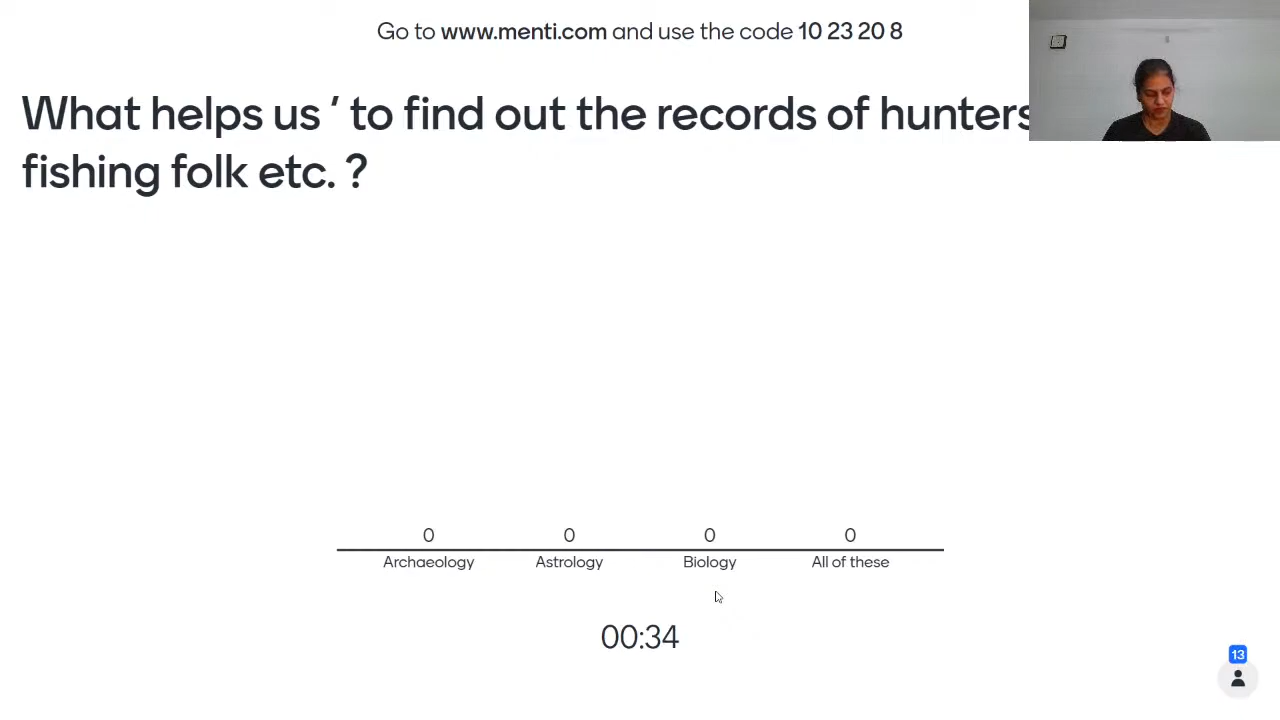 Go to www.menti.com and use the code 10 23 20 8
What helps us ‘ to find out the records of hunters
fishing folk etc. ?
0 0 0 0
Archaeology Astrology Biology All of these
00:34
13